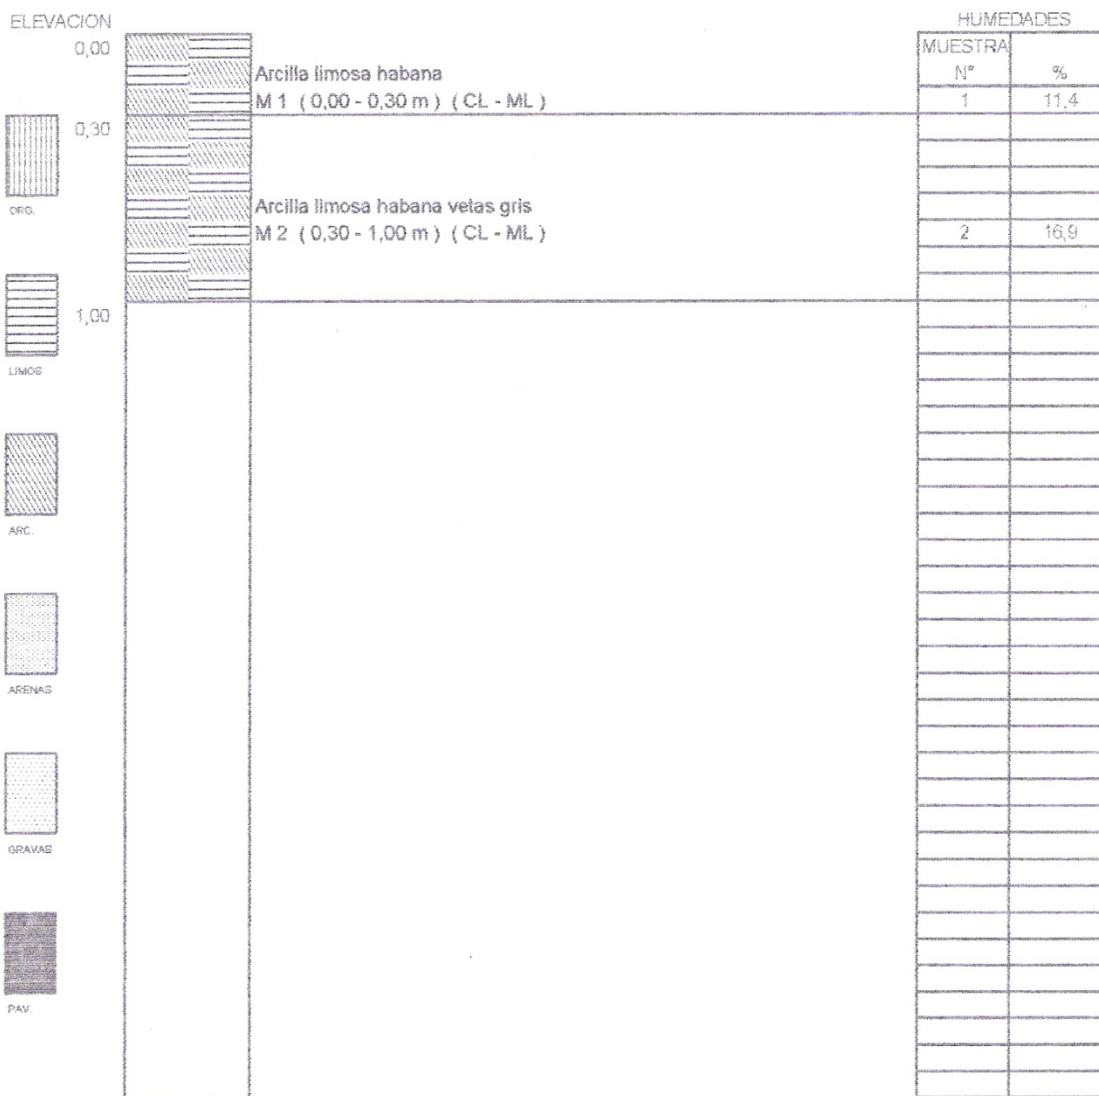 ELEVACION
HUMEDADES
0,00
MUESTRA
Nº %
Arcilla limosa habana
M 1 ( 0,00 - 0,30 m ) ( CL - ML )
1 11,4
0,30
ORG.
Arcilla limosa habana vetas gris
M 2 ( 0,30 - 1,00 m ) ( CL - ML )
2 16,9
1,00
LIMOS
ARC.
ARENAS
GRAVAS
PAV.